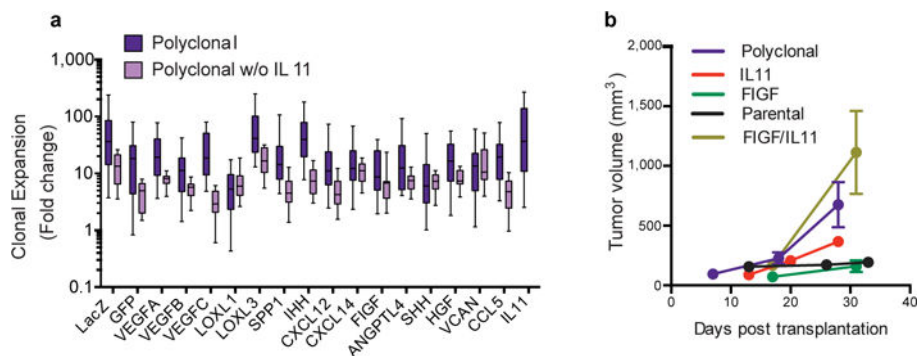 a
Polyclonal
Polyclonal w/o IL 11
Clonal Expansion
(Fold change)
1,000
100
10
1
0.1
LacZ
GFP
VEGFA
VEGFB
VEGFC
LOXL1
LOXL3
SPP1
IHH
CXCL12
CXCL14
FIGF
ANGPTL4
SHH
HGF
VCAN
CCL5
IL11
b
Tumor volume (mm³)
2,000
1,500
1,000
500
0
Polyclonal
IL11
FIGF
Parental
FIGF/IL11
0 10 20 30 40
Days post transplantation